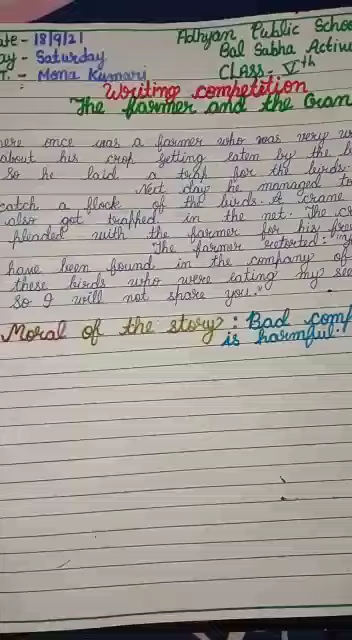 ate - 18/9/21 Adhyan Public Schoo
ay - Saturday Bal Sabha Activi
T. - Mona Kumari CLASS - Vth
Writing competition
The farmer and the Cran
ere once was a farmer who was very wo
about his crop getting eaten by the b
So he laid a trap for the birds.
Next day he managed to
catch a flock of the birds. A crane
also got trapped in the net. The cr
pleaded with the farmer for his free
The farmer retorted: "Y
have been found in the company of
these birds who were eating my see
so I will not spare you."
Moral of the story: Bad comp
is harmful.